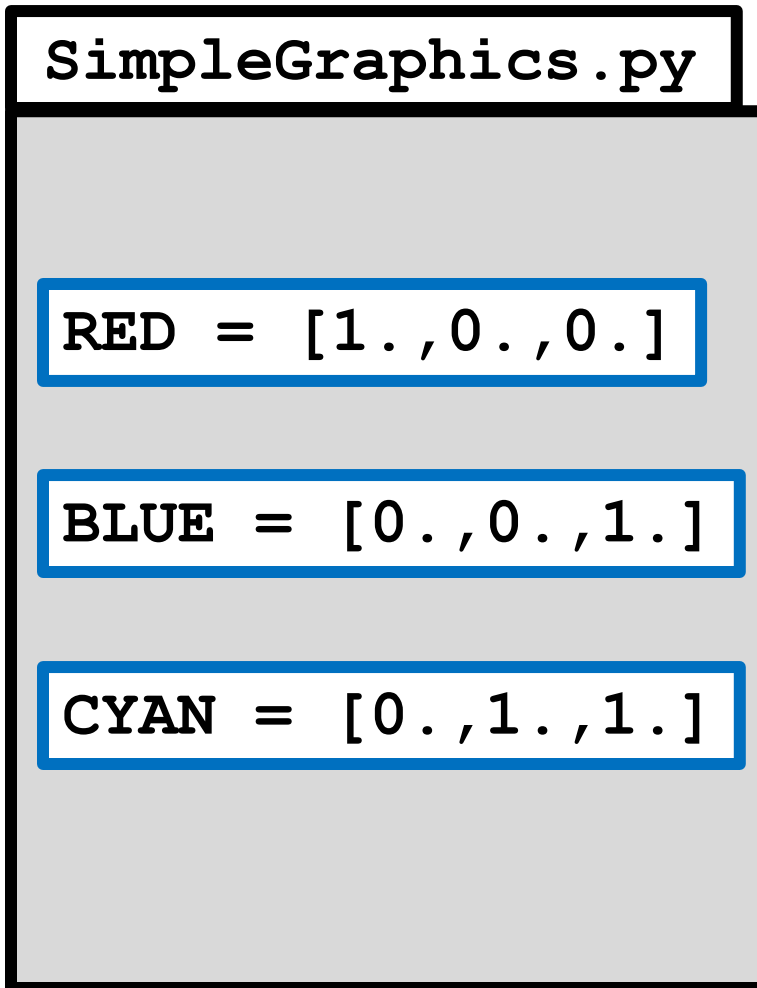 SimpleGraphics.py
RED = [1.,0.,0.]
BLUE = [0.,0.,1.]
CYAN = [0.,1.,1.]